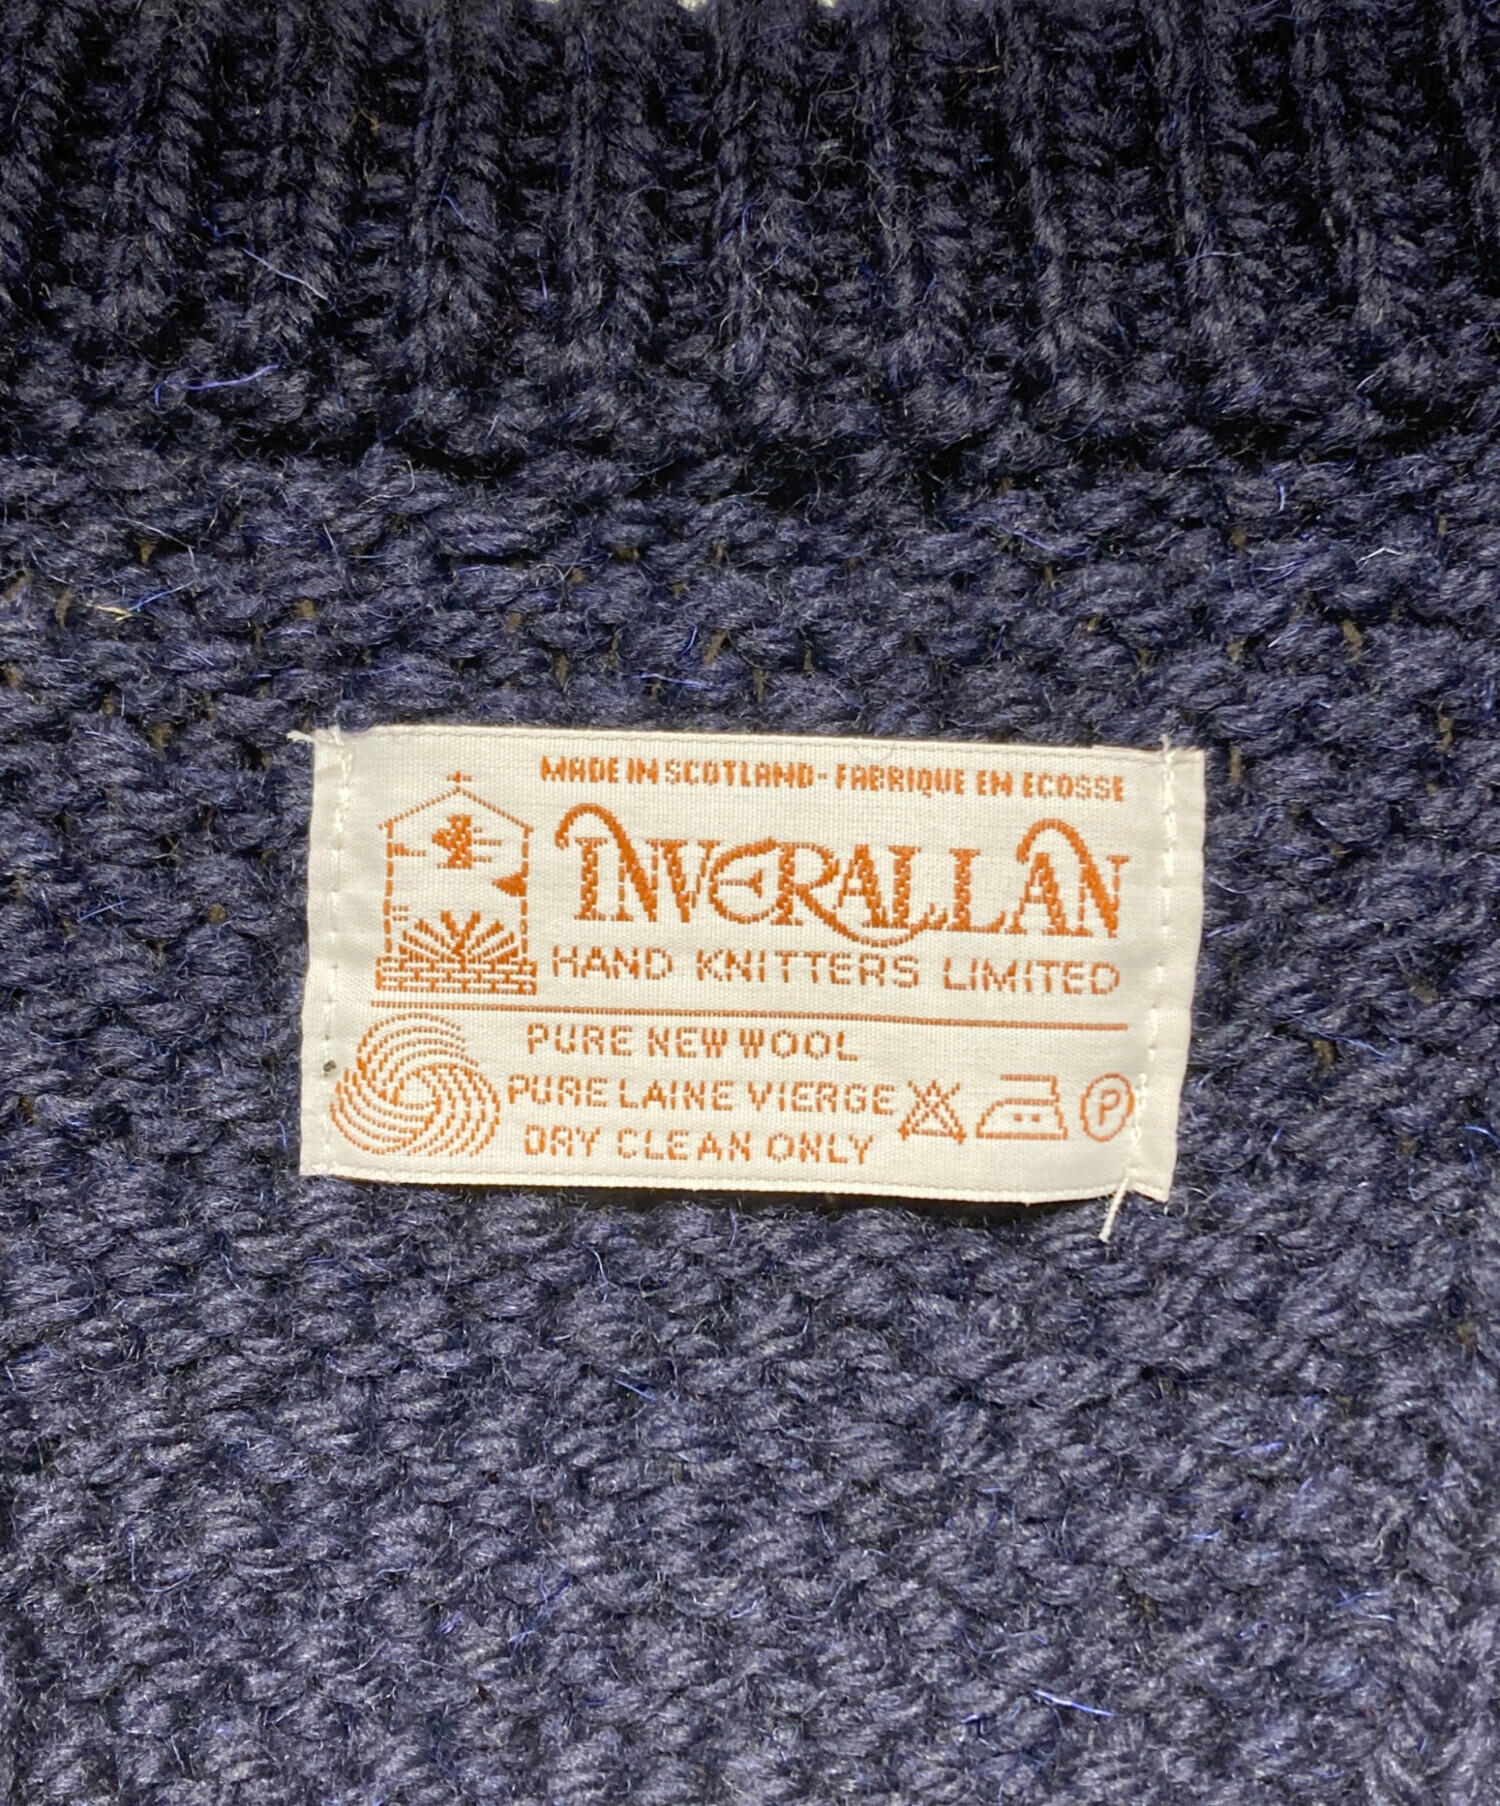 MADE IN SCOTLAND - FABRIQUE EN ECOSSE
INVERALLAN
HAND KNITTERS LIMITED
PURE NEW WOOL
PURE LAINE VIERGE
DRY CLEAN ONLY
P